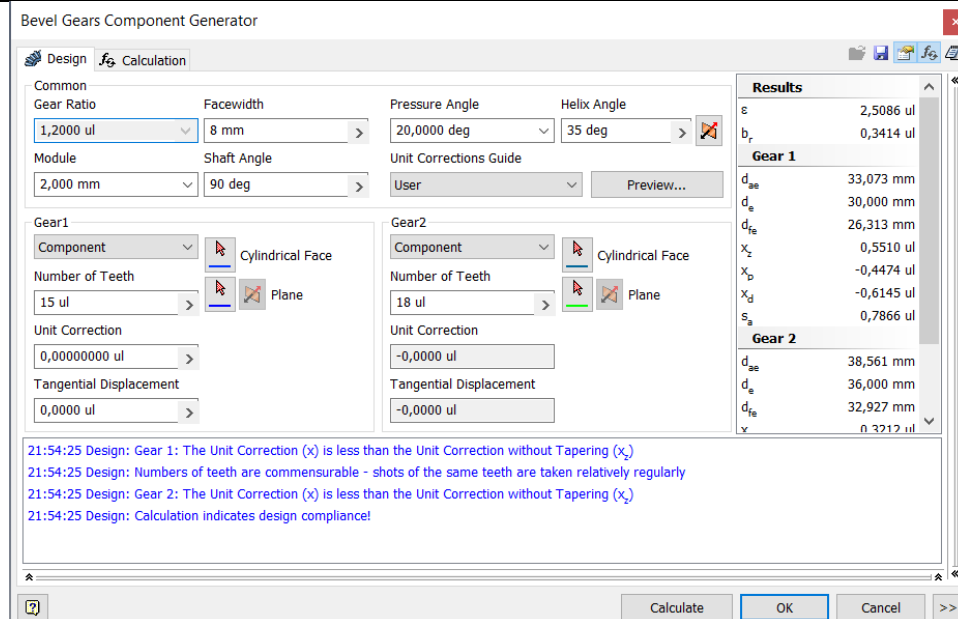 Bevel Gears Component Generator
Design
Calculation
Common
Gear Ratio Facewidth Pressure Angle Helix Angle
1,2000 ul 8 mm 20,0000 deg 35 deg
Module Shaft Angle Unit Corrections Guide
2,000 mm 90 deg User Preview...
Gear1
Component
Cylindrical Face
Number of Teeth
15 ul
Plane
Unit Correction
0,00000000 ul
Tangential Displacement
0,0000 ul
Gear2
Component
Cylindrical Face
Number of Teeth
18 ul
Plane
Unit Correction
-0,0000 ul
Tangential Displacement
-0,0000 ul
Results
ε 2,5086 ul
br 0,3414 ul
Gear 1
dae 33,073 mm
de 30,000 mm
dfe 26,313 mm
xz 0,5510 ul
xp -0,4474 ul
xd -0,6145 ul
sa 0,7866 ul
Gear 2
dae 38,561 mm
de 36,000 mm
dfe 32,927 mm
x 0,3212 ul
21:54:25 Design: Gear 1: The Unit Correction (x) is less than the Unit Correction without Tapering (xz)
21:54:25 Design: Numbers of teeth are commensurable - shots of the same teeth are taken relatively regularly
21:54:25 Design: Gear 2: The Unit Correction (x) is less than the Unit Correction without Tapering (xz)
21:54:25 Design: Calculation indicates design compliance!
Calculate OK Cancel >>